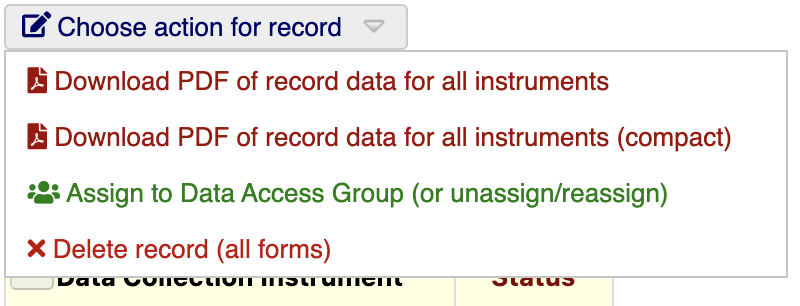 Choose action for record
Download PDF of record data for all instruments
Download PDF of record data for all instruments (compact)
Assign to Data Access Group (or unassign/reassign)
Delete record (all forms)
Data Collection Instrument Status